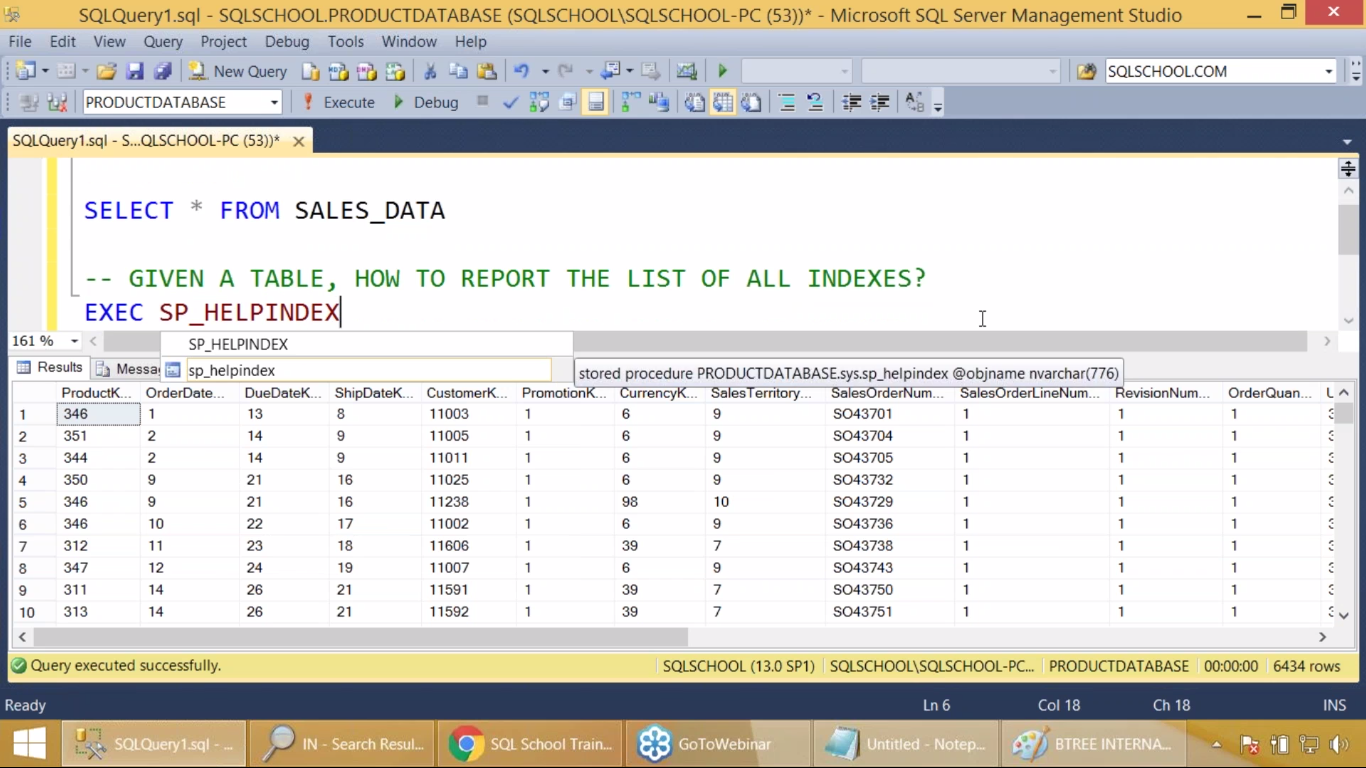 SQLQuery1.sql - SQLSCHOOL.PRODUCTDATABASE (SQLSCHOOL\SQLSCHOOL-PC (53))* - Microsoft SQL Server Management Studio
File Edit View Query Project Debug Tools Window Help
New Query SQLSCHOOL.COM
PRODUCTDATABASE Execute Debug
SQLQuery1.sql - S...QLSCHOOL-PC (53))*
SELECT * FROM SALES_DATA
-- GIVEN A TABLE, HOW TO REPORT THE LIST OF ALL INDEXES?
EXEC SP_HELPINDEX
161 % SP_HELPINDEX
Results Messa sp_helpindex stored procedure PRODUCTDATABASE.sys.sp_helpindex @objname nvarchar(776)
ProductK... OrderDate... DueDateK... ShipDateK... CustomerK... PromotionK... CurrencyK... SalesTerritory... SalesOrderNum... SalesOrderLineNum... RevisionNum... OrderQuan...
1 346 1 13 8 11003 1 6 9 SO43701 1 1 1
2 351 2 14 9 11005 1 6 9 SO43704 1 1 1
3 344 2 14 9 11011 1 6 9 SO43705 1 1 1
4 350 9 21 16 11025 1 6 9 SO43732 1 1 1
5 346 9 21 16 11238 1 98 10 SO43729 1 1 1
6 346 10 22 17 11002 1 6 9 SO43736 1 1 1
7 312 11 23 18 11606 1 39 7 SO43738 1 1 1
8 347 12 24 19 11007 1 6 9 SO43743 1 1 1
9 311 14 26 21 11591 1 39 7 SO43750 1 1 1
10 313 14 26 21 11592 1 39 7 SO43751 1 1 1
Query executed successfully. SQLSCHOOL (13.0 SP1) SQLSCHOOL\SQLSCHOOL-PC... PRODUCTDATABASE 00:00:00 6434 rows
Ready Ln 6 Col 18 Ch 18 INS
SQLQuery1.sql - ... IN - Search Resul... SQL School Train... GoToWebinar Untitled - Notep... BTREE INTERNA...